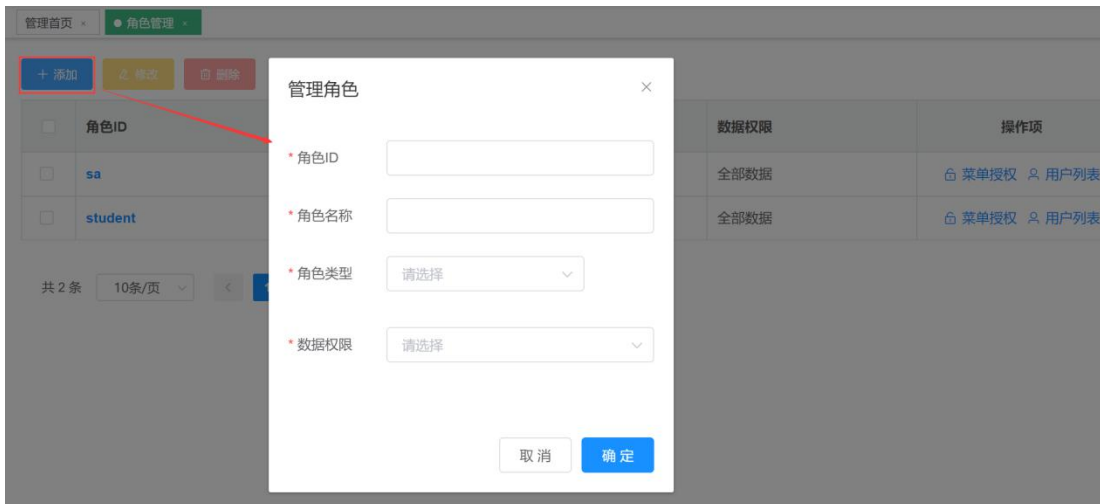 管理首页 × ● 角色管理 ×
+ 添加 修改 删除
管理角色 ×
角色ID 数据权限 操作项
* 角色ID
sa 全部数据 菜单授权 用户列表
* 角色名称
student 全部数据 菜单授权 用户列表
* 角色类型 请选择
共 2 条 10条/页 <
* 数据权限 请选择
取消 确定